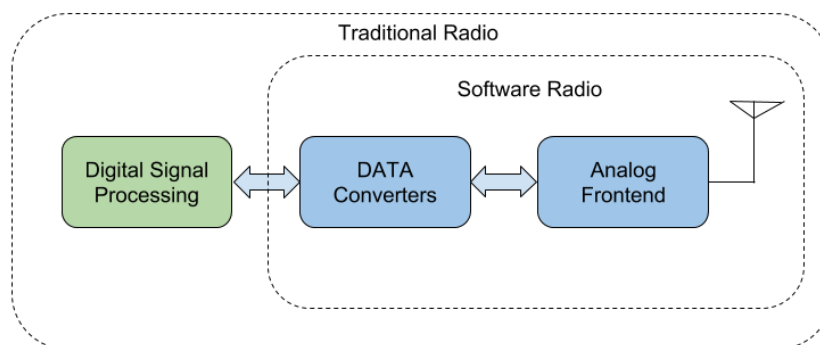 Traditional Radio
Software Radio
Digital Signal
Processing
DATA
Converters
Analog
Frontend